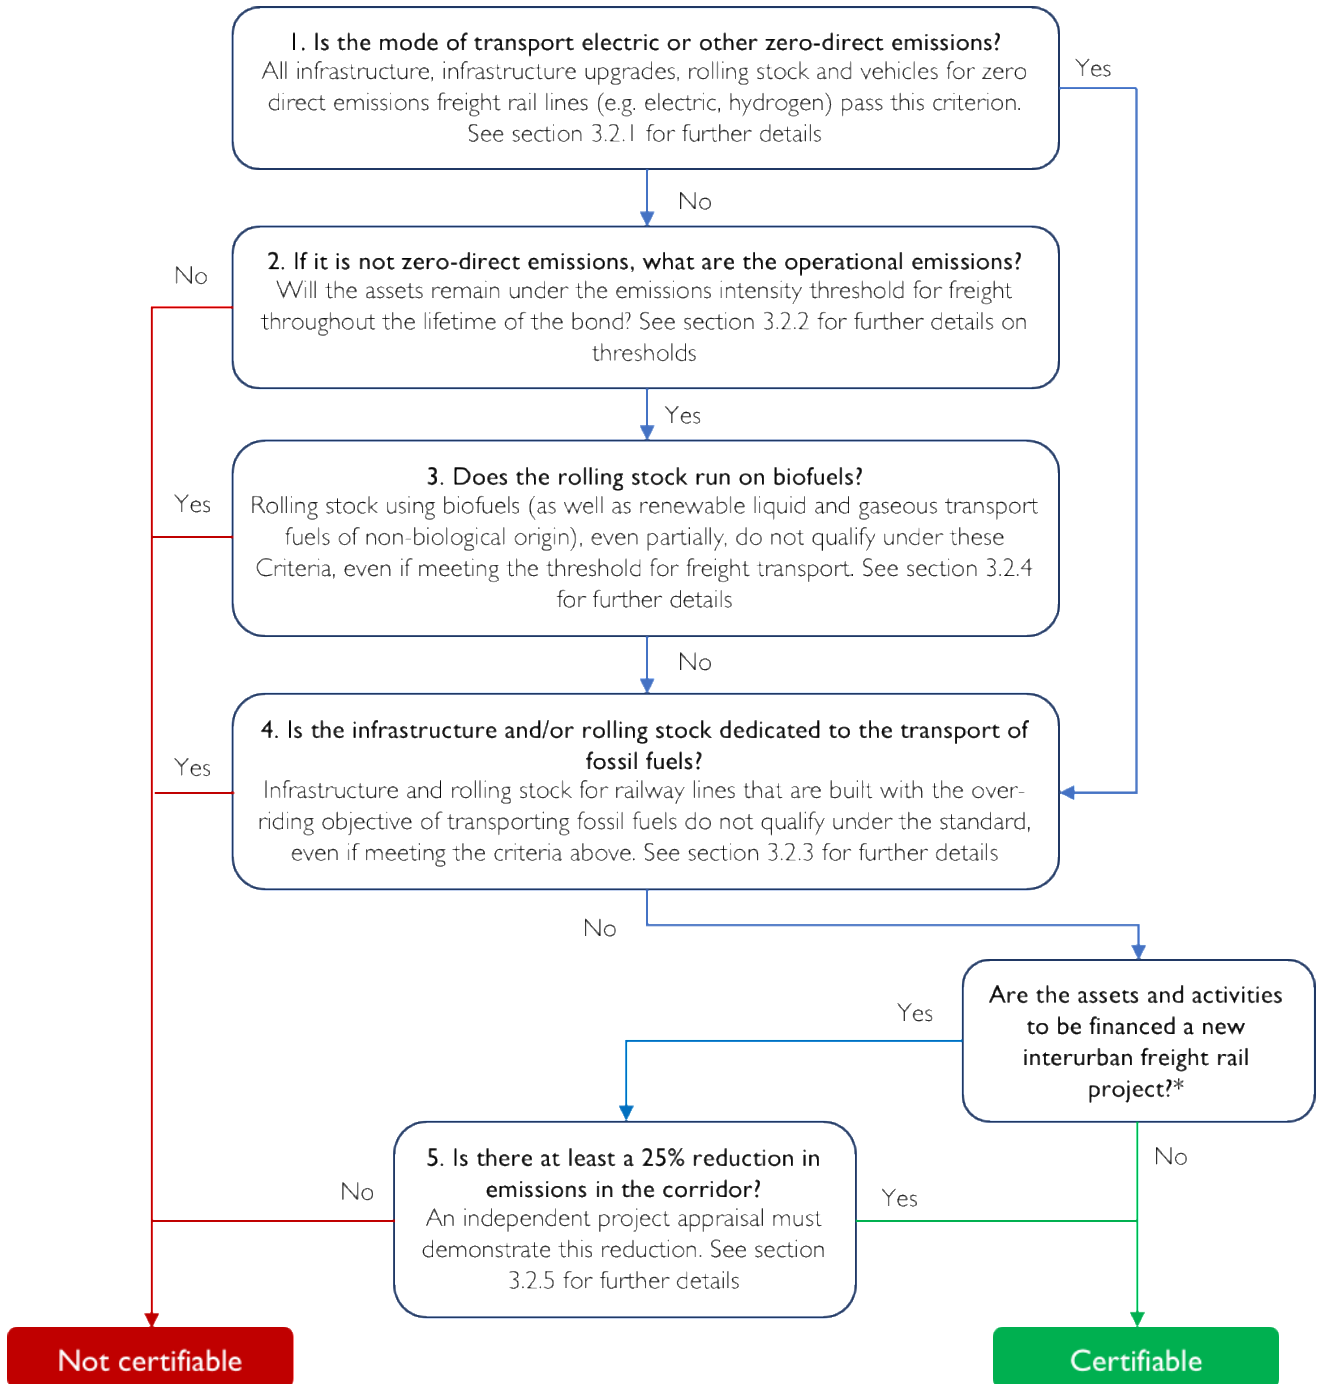 1. Is the mode of transport electric or other zero-direct emissions?
All infrastructure, infrastructure upgrades, rolling stock and vehicles for zero
direct emissions freight rail lines (e.g. electric, hydrogen) pass this criterion.
See section 3.2.1 for further details
Yes
No
2. If it is not zero-direct emissions, what are the operational emissions?
Will the assets remain under the emissions intensity threshold for freight
throughout the lifetime of the bond? See section 3.2.2 for further details on
thresholds
No
Yes
3. Does the rolling stock run on biofuels?
Rolling stock using biofuels (as well as renewable liquid and gaseous transport
fuels of non-biological origin), even partially, do not qualify under these
Criteria, even if meeting the threshold for freight transport. See section 3.2.4
for further details
Yes
No
4. Is the infrastructure and/or rolling stock dedicated to the transport of
fossil fuels?
Infrastructure and rolling stock for railway lines that are built with the over-
riding objective of transporting fossil fuels do not qualify under the standard,
even if meeting the criteria above. See section 3.2.3 for further details
Yes
No
Are the assets and activities
to be financed a new
interurban freight rail
project?*
Yes
No
5. Is there at least a 25% reduction in
emissions in the corridor?
An independent project appraisal must
demonstrate this reduction. See section
3.2.5 for further details
No
Yes
Not certifiable
Certifiable